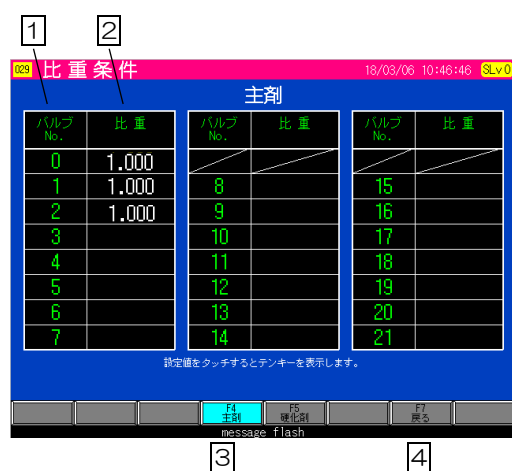 1 2
029 比重条件 18/03/06 10:46:46 SLv0
主剤
バルブ No. 比重 バルブ No. 比重 バルブ No. 比重
0 1.000
1 1.000 8 15
2 1.000 9 16
3 10 17
4 11 18
5 12 19
6 13 20
7 14 21
設定値をタッチするとテンキーを表示します。
F4 F5 F7
主剤 硬化剤 戻る
message flash
3 4